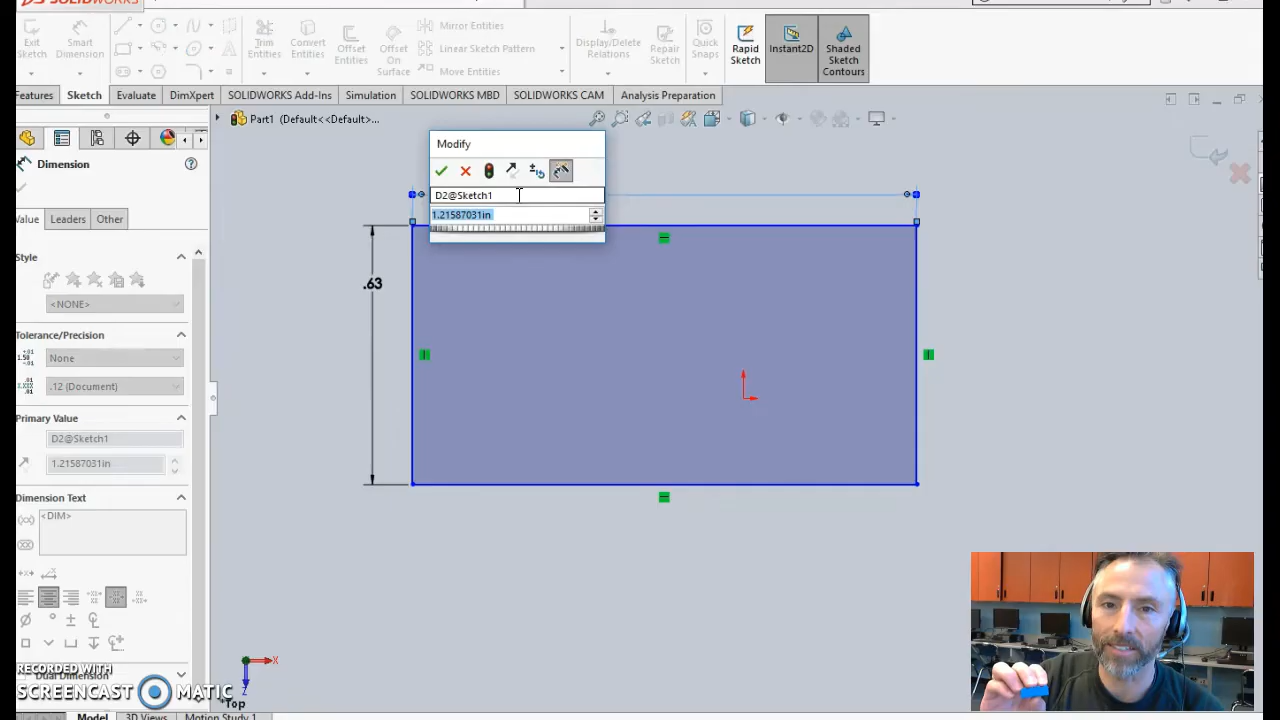 SOLIDWORKS
Exit Sketch
Smart Dimension
Trim Entities
Convert Entities
Offset Entities
Offset On Surface
Mirror Entities
Linear Sketch Pattern
Move Entities
Display/Delete Relations
Repair Sketch
Quick Snaps
Rapid Sketch
Instant2D
Shaded Sketch Contours
Features
Sketch
Evaluate
DimXpert
SOLIDWORKS Add-Ins
Simulation
SOLIDWORKS MBD
SOLIDWORKS CAM
Analysis Preparation
Part1 (Default<<Default>...
Dimension
Value
Leaders
Other
Style
<NONE>
Tolerance/Precision
None
.12 (Document)
Primary Value
D2@Sketch1
1.21587031in
Dimension Text
<DIM>
Dual Dimension
Modify
D2@Sketch1
1.21587031in
.63
X
Z
*Top
RECORDED WITH
SCREENCAST MATIC
Model
3D Views
Motion Study 1